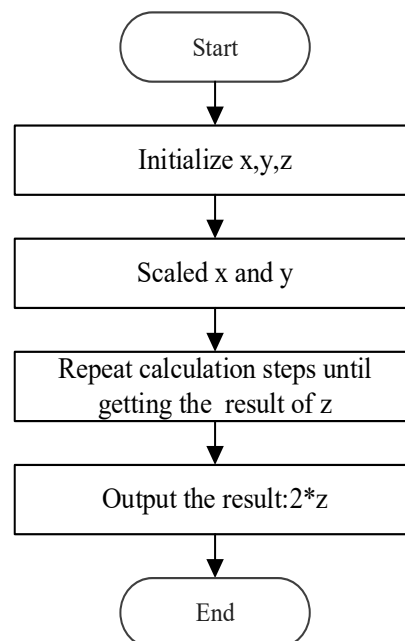 Start
Initialize x,y,z
Scaled x and y
Repeat calculation steps until
getting the result of z
Output the result:2*z
End